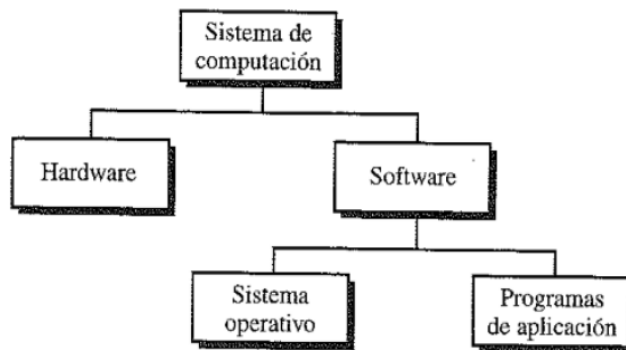 Sistema de
computación
Hardware
Software
Sistema
operativo
Programas
de aplicación